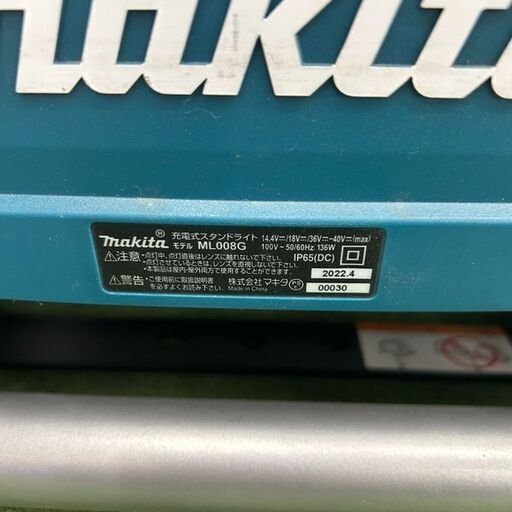 makita
makita® 充電式スタンドライト 14.4V⎓/18V⎓/36V⎓-40V⎓(max)
モデル ML008G 100V~50/60Hz 136W
⚠注意 ・点灯中、点灯直後はレンズに触れないで下さい。 IP65(DC)
・点灯させているときは、レンズを直接見ないで下さい。
・本製品は屋内・屋外両方で使用することができます。 2022.4
⚠警告 ・ご使用前に取扱説明書を必ずお読み下さい。
株式会社マキタ
Made in China
00030